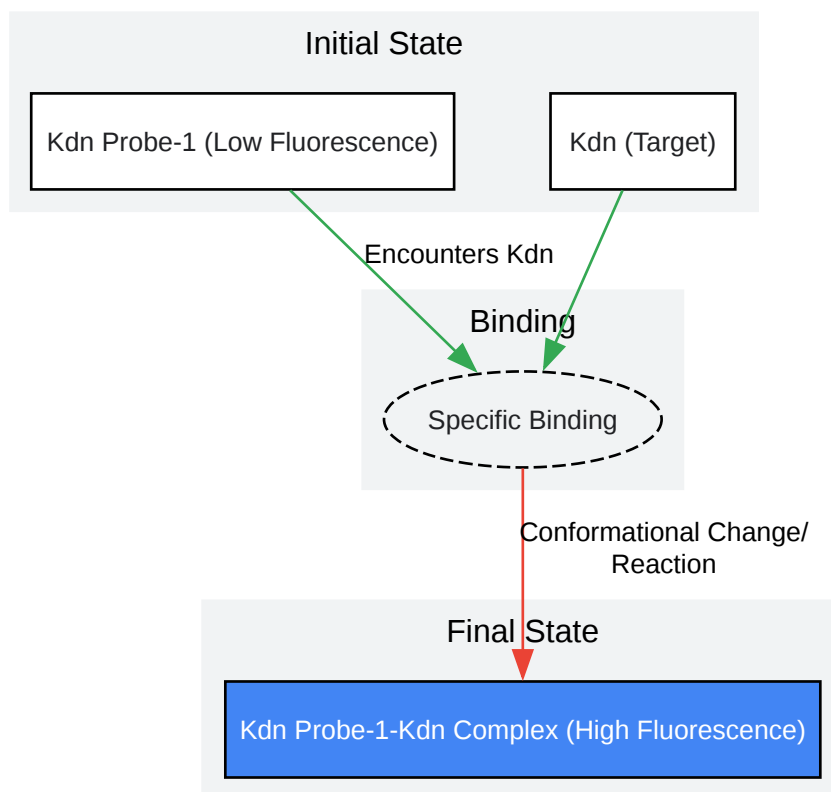 Initial State
Kdn Probe-1 (Low Fluorescence)
Kdn (Target)
Encounters Kdn
Binding
Specific Binding
Conformational Change/
Reaction
Final State
Kdn Probe-1-Kdn Complex (High Fluorescence)